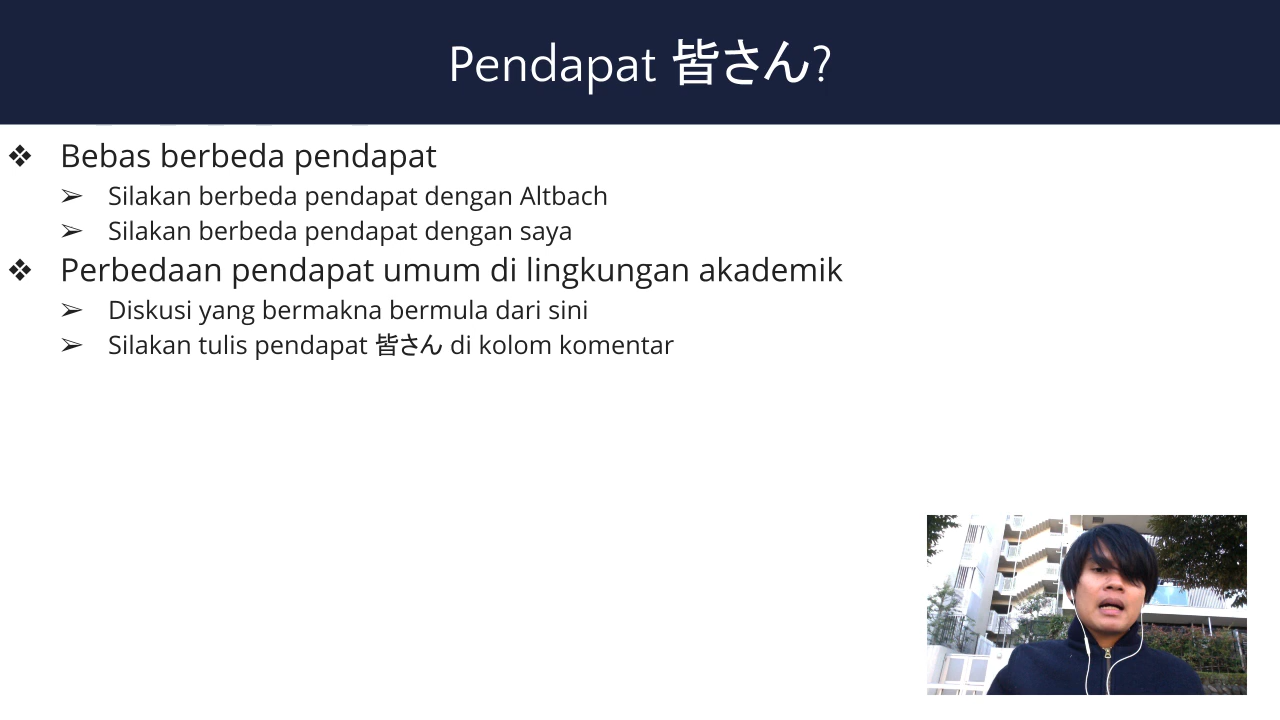 Pendapat 皆さん?
❖ Bebas berbeda pendapat
➢ Silakan berbeda pendapat dengan Altbach
➢ Silakan berbeda pendapat dengan saya
❖ Perbedaan pendapat umum di lingkungan akademik
➢ Diskusi yang bermakna bermula dari sini
➢ Silakan tulis pendapat 皆さん di kolom komentar